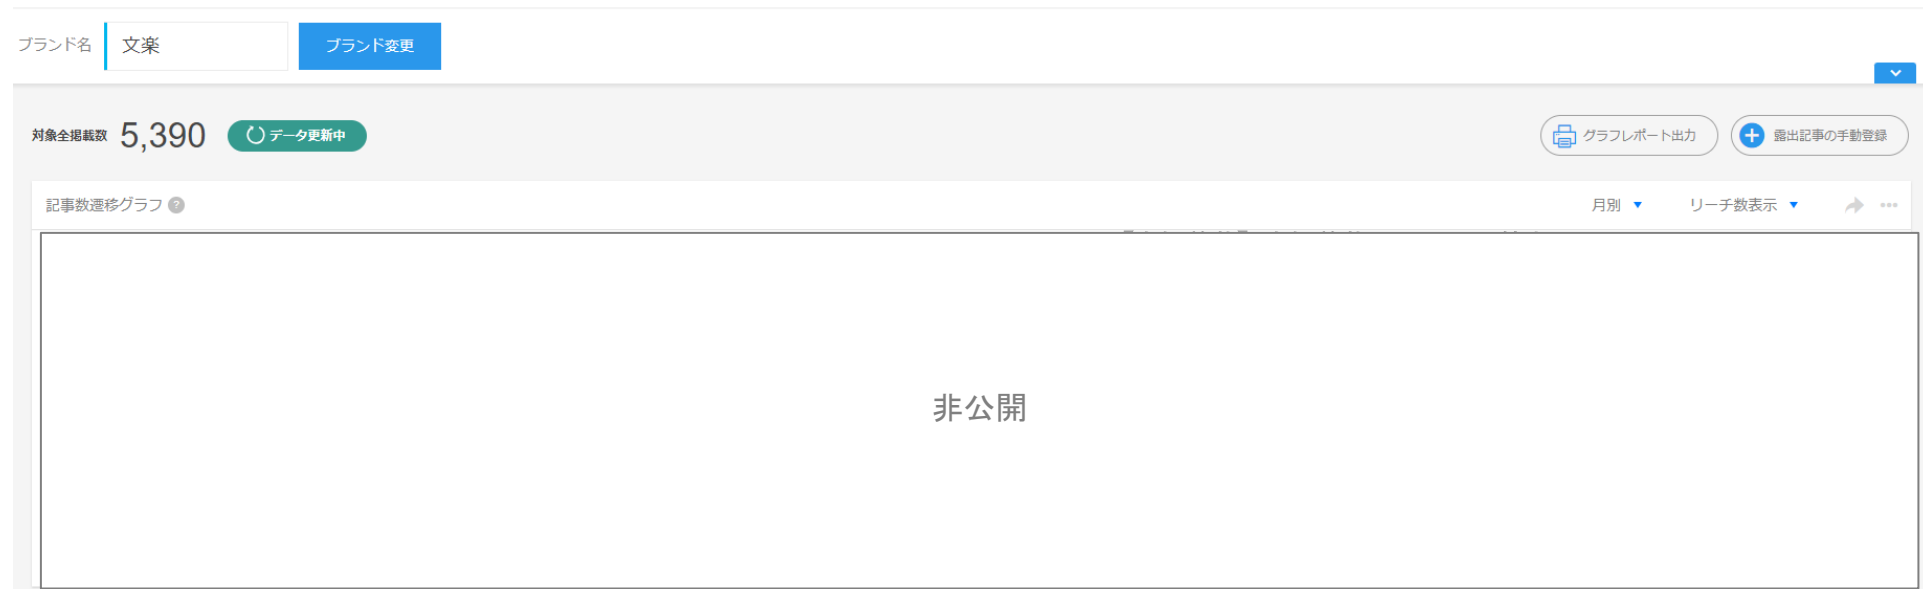 ブランド名 文楽 ブランド変更
対象全掲載数 5,390 データ更新中 グラフレポート出力 露出記事の手動登録
記事数遷移グラフ ? 月別 ▼ リーチ数表示 ▼
非公開